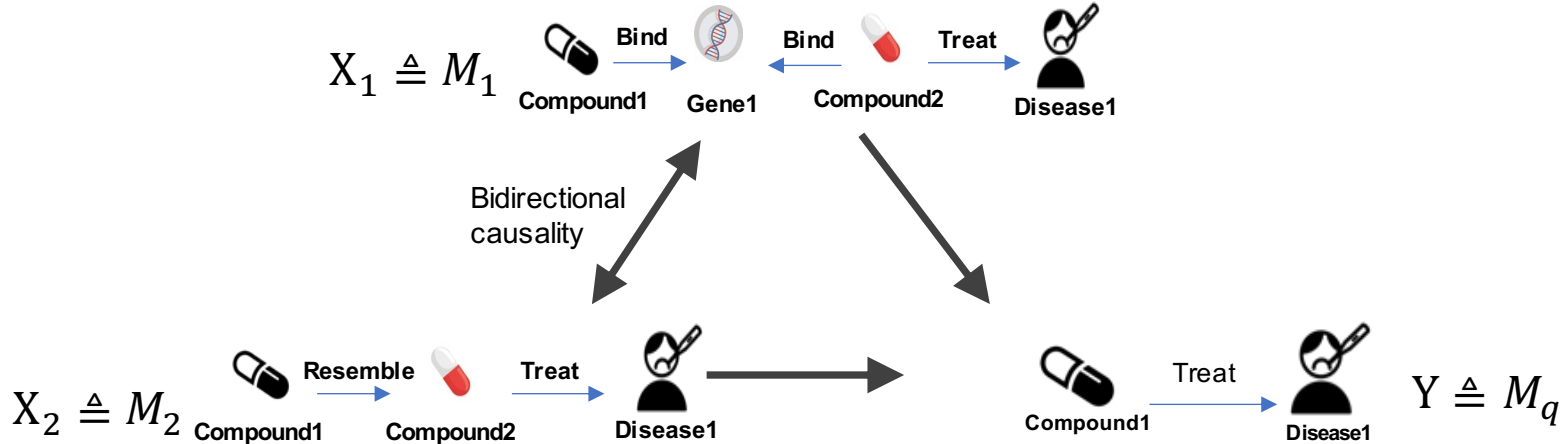 X₁ ≜ M₁
Bind
Bind
Treat
Compound1
Gene1
Compound2
Disease1
Bidirectional
causality
X₂ ≜ M₂
Resemble
Treat
Compound1
Compound2
Disease1
Treat
Compound1
Disease1
Y ≜ M_q